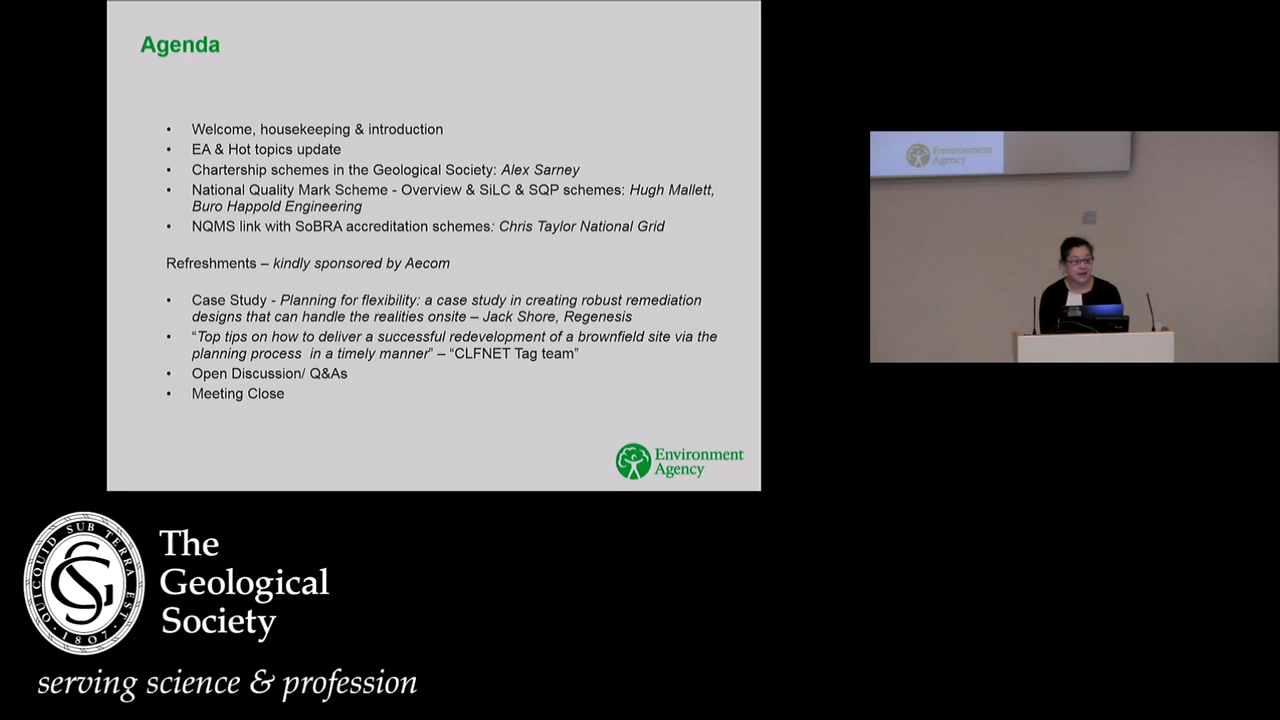 Agenda
• Welcome, housekeeping & introduction
• EA & Hot topics update
• Chartership schemes in the Geological Society: Alex Sarney
• National Quality Mark Scheme - Overview & SiLC & SQP schemes: Hugh Mallett,
Buro Happold Engineering
• NQMS link with SoBRA accreditation schemes: Chris Taylor National Grid
Refreshments – kindly sponsored by Aecom
• Case Study - Planning for flexibility: a case study in creating robust remediation
designs that can handle the realities onsite – Jack Shore, Regenesis
• “Top tips on how to deliver a successful redevelopment of a brownfield site via the
planning process in a timely manner” – “CLFNET Tag team”
• Open Discussion/ Q&As
• Meeting Close
Environment
Agency
Environment
Agency
QUICQUID SUB TERRA EST
· 1807 ·
The
Geological
Society
serving science & profession